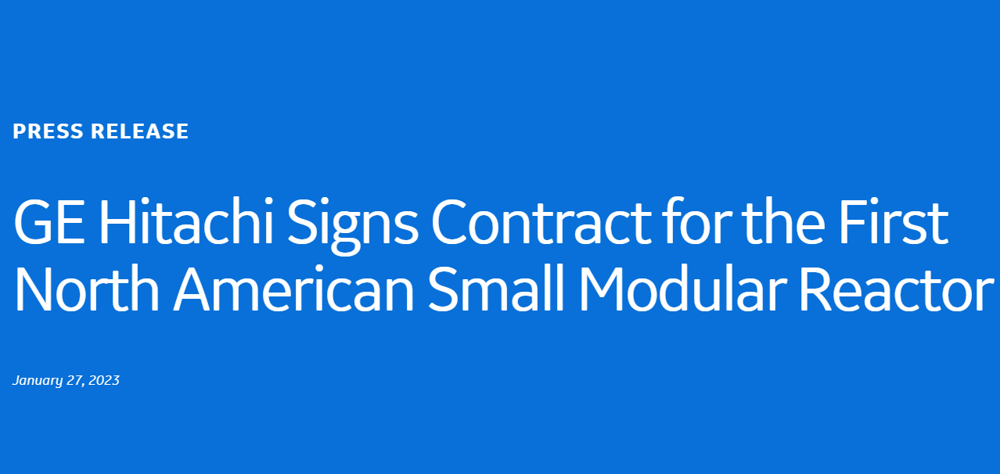 PRESS RELEASE
GE Hitachi Signs Contract for the First
North American Small Modular Reactor
January 27, 2023